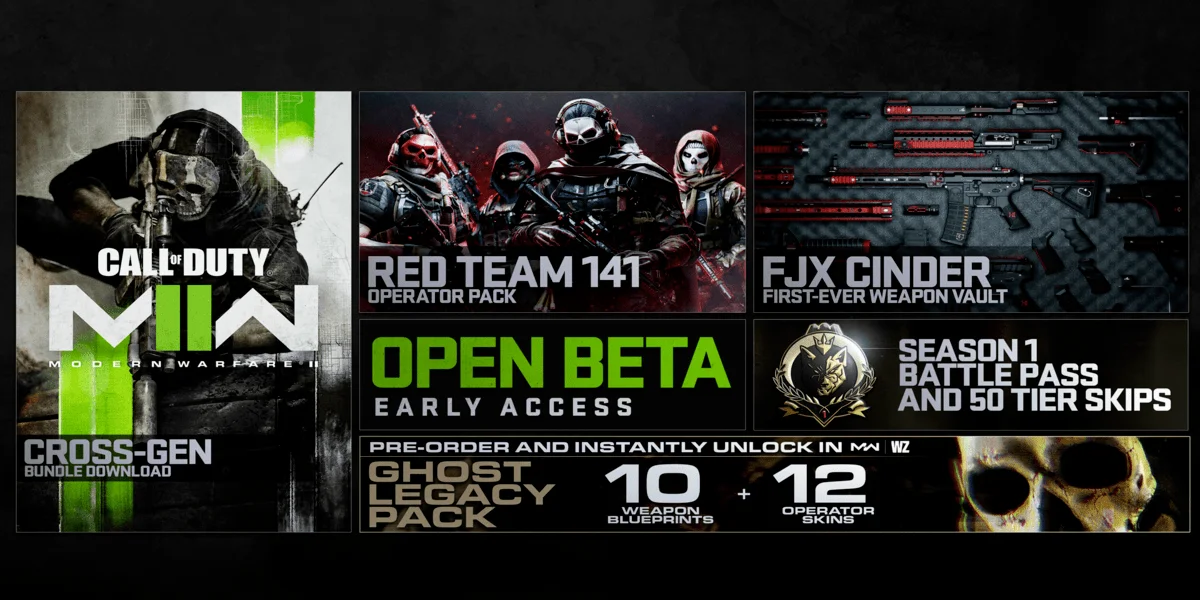 CALL OF DUTY
MWII
MODERN WARFARE II
CROSS-GEN
BUNDLE DOWNLOAD
RED TEAM 141
OPERATOR PACK
FJX CINDER
FIRST-EVER WEAPON VAULT
OPEN BETA
EARLY ACCESS
SEASON 1
BATTLE PASS
AND 50 TIER SKIPS
PRE-ORDER AND INSTANTLY UNLOCK IN MW | WZ
GHOST
LEGACY
PACK
10
WEAPON
BLUEPRINTS
+
12
OPERATOR
SKINS